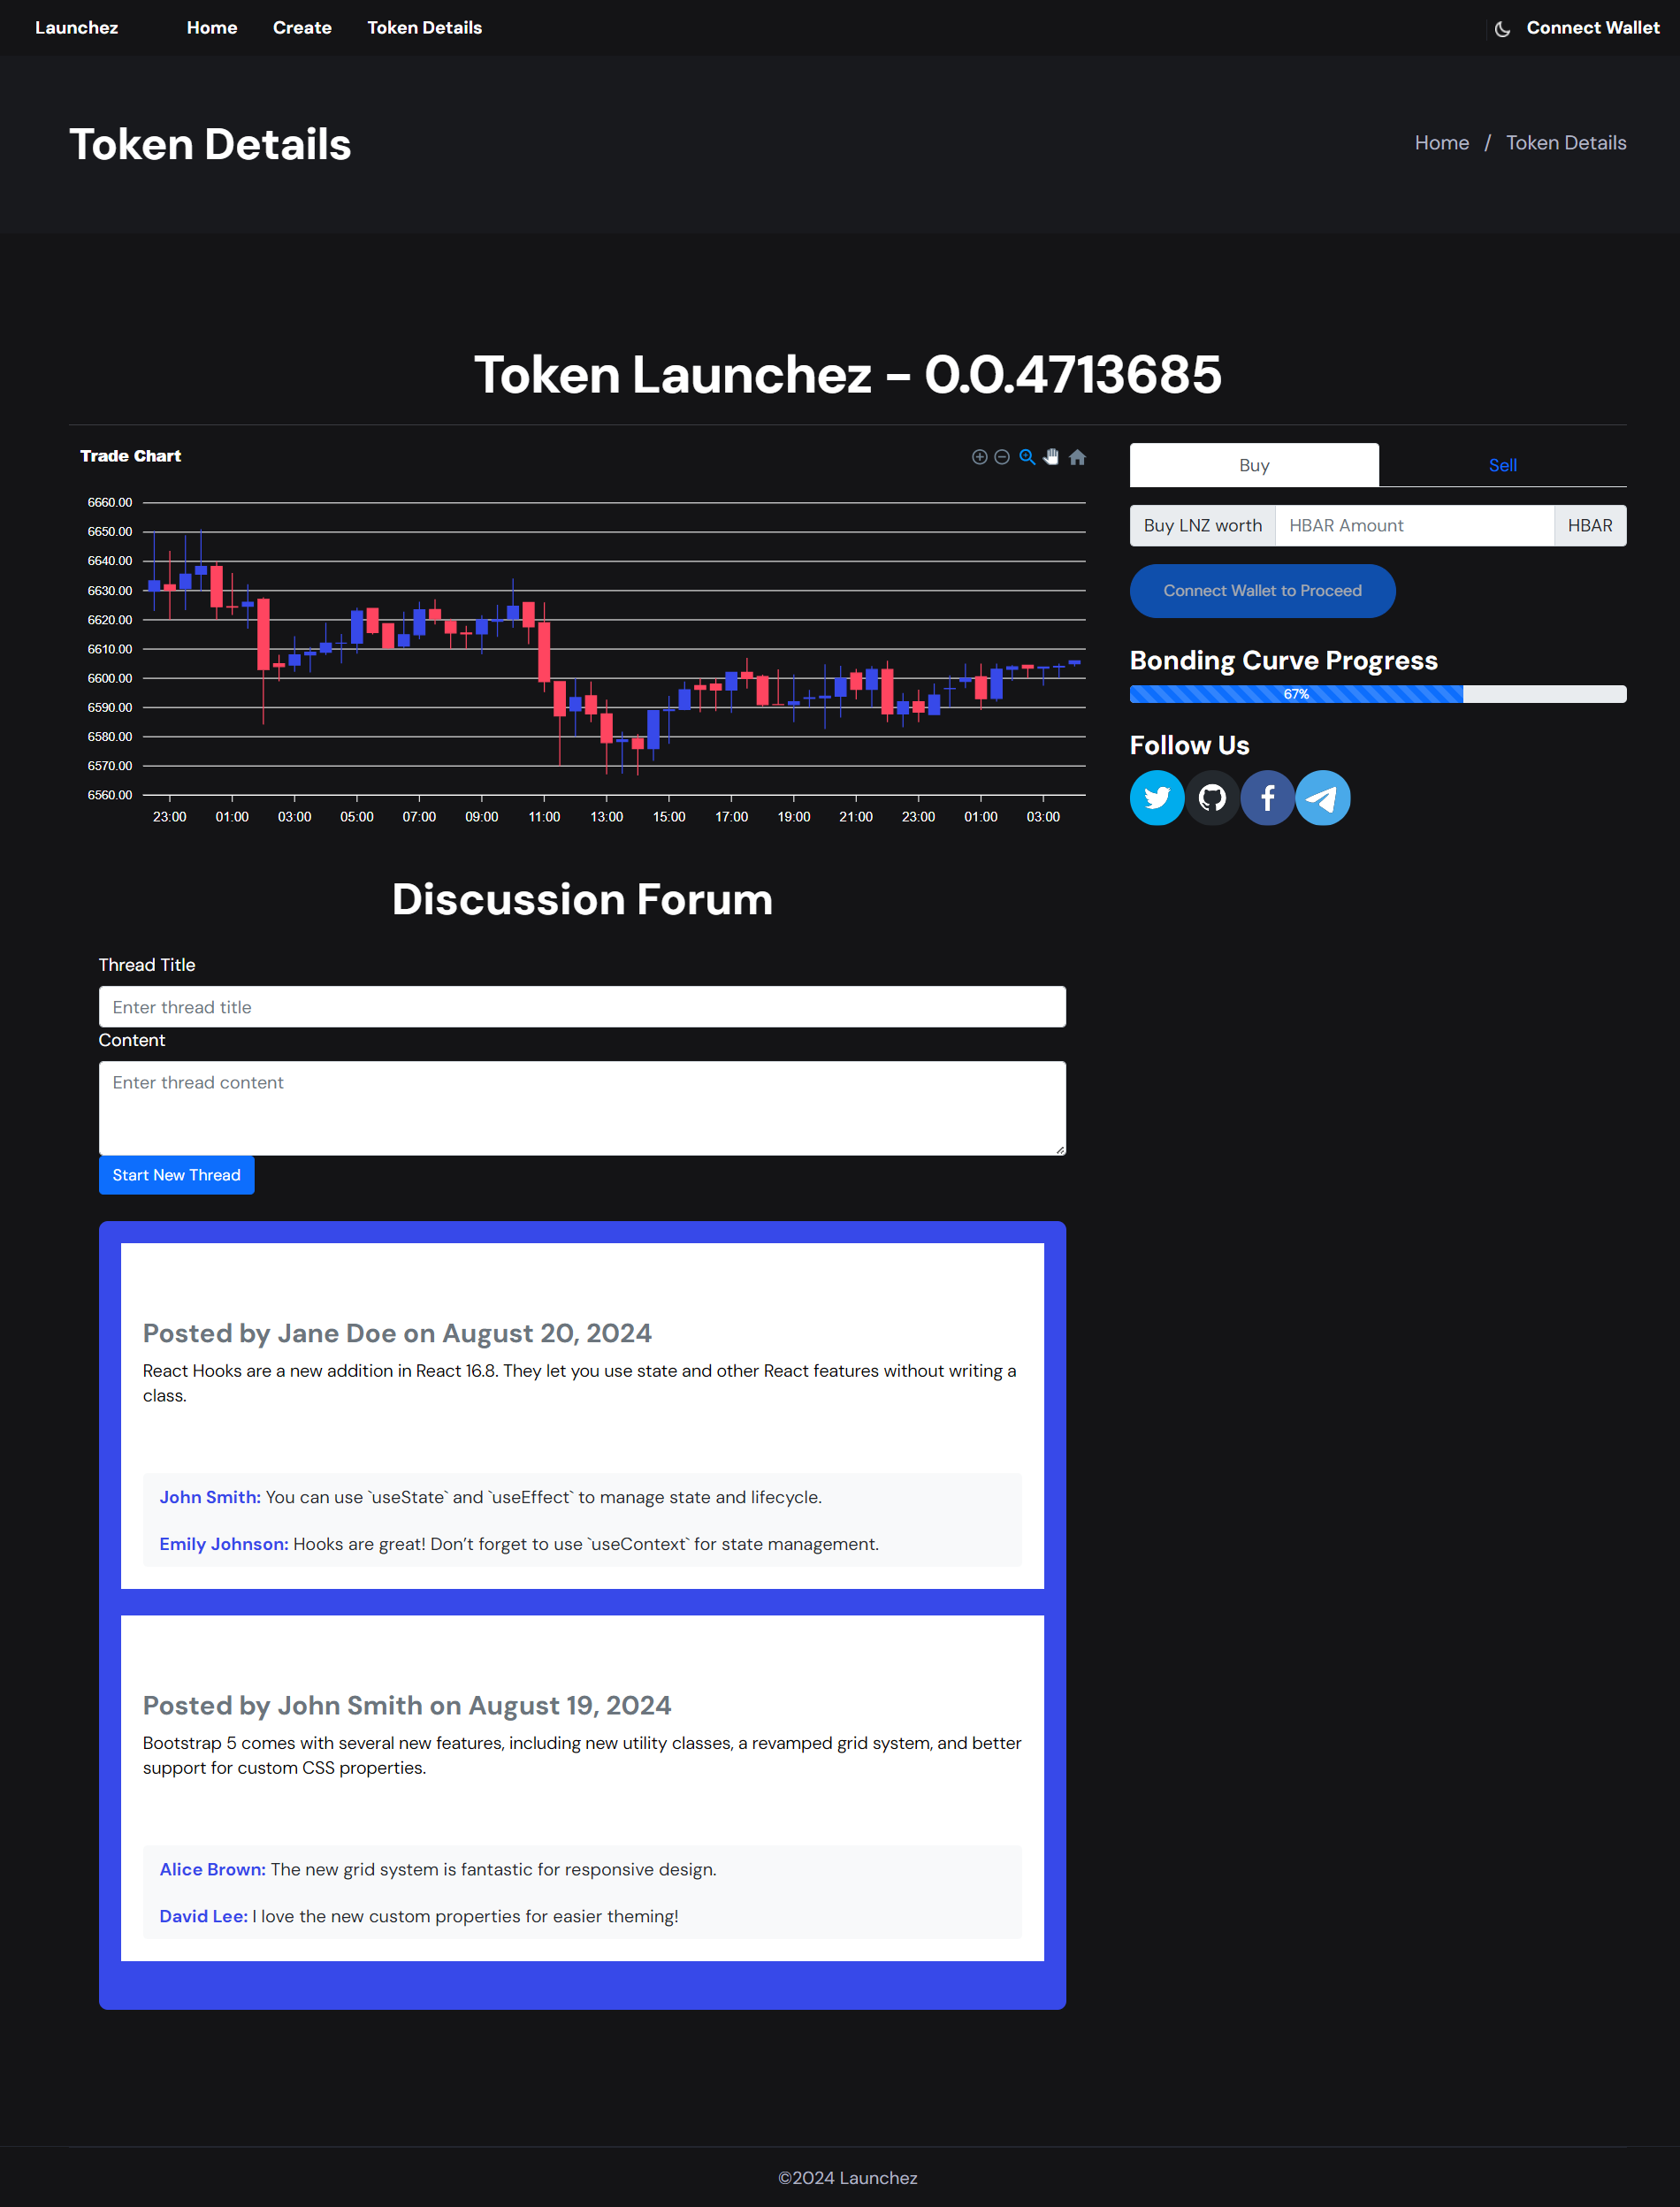 Launchez Home Create Token Details Connect Wallet
Token Details
Home / Token Details
Token Launchez - 0.0.4713685
Trade Chart
6660.00
6650.00
6640.00
6630.00
6620.00
6610.00
6600.00
6590.00
6580.00
6570.00
6560.00
23:00 01:00 03:00 05:00 07:00 09:00 11:00 13:00 15:00 17:00 19:00 21:00 23:00 01:00 03:00
Buy Sell
Buy LNZ worth HBAR Amount HBAR
Connect Wallet to Proceed
Bonding Curve Progress
67%
Follow Us
Discussion Forum
Thread Title
Enter thread title
Content
Enter thread content
Start New Thread
Posted by Jane Doe on August 20, 2024
React Hooks are a new addition in React 16.8. They let you use state and other React features without writing a
class.
John Smith: You can use `useState` and `useEffect` to manage state and lifecycle.
Emily Johnson: Hooks are great! Don’t forget to use `useContext` for state management.
Posted by John Smith on August 19, 2024
Bootstrap 5 comes with several new features, including new utility classes, a revamped grid system, and better
support for custom CSS properties.
Alice Brown: The new grid system is fantastic for responsive design.
David Lee: I love the new custom properties for easier theming!
©2024 Launchez